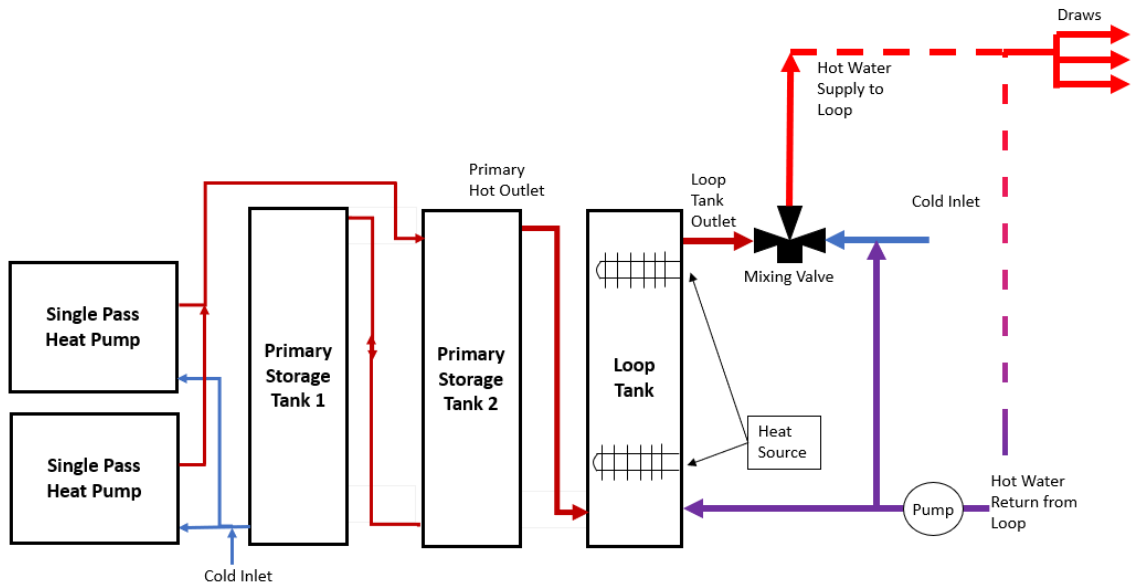 Draws
Hot Water
Supply to
Loop
Primary
Hot Outlet
Loop
Tank
Outlet
Cold Inlet
Mixing Valve
Single Pass
Heat Pump
Primary
Storage
Tank 1
Primary
Storage
Tank 2
Loop
Tank
Heat
Source
Single Pass
Heat Pump
Hot Water
Return from
Loop
Pump
Cold Inlet